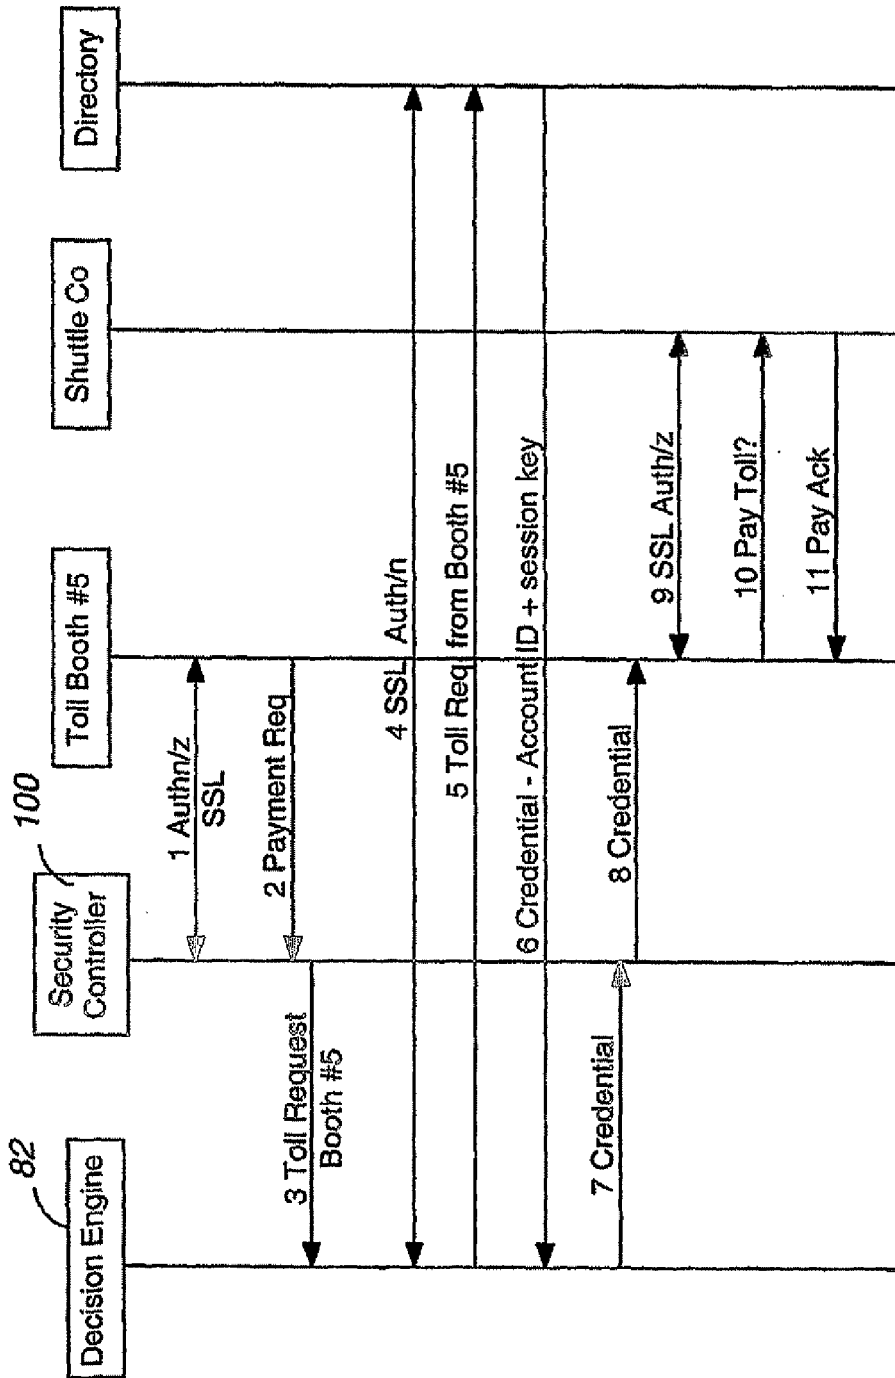 82
Decision Engine
100
Security
Controller
Toll Booth #5
Shuttle Co
Directory
1 Authn/z
SSL
2 Payment Req
3 Toll Request
Booth #5
4 SSL Auth/n
5 Toll Req from Booth #5
6 Credential - Account ID + session key
7 Credential
8 Credential
9 SSL Auth/z
10 Pay Toll?
11 Pay Ack